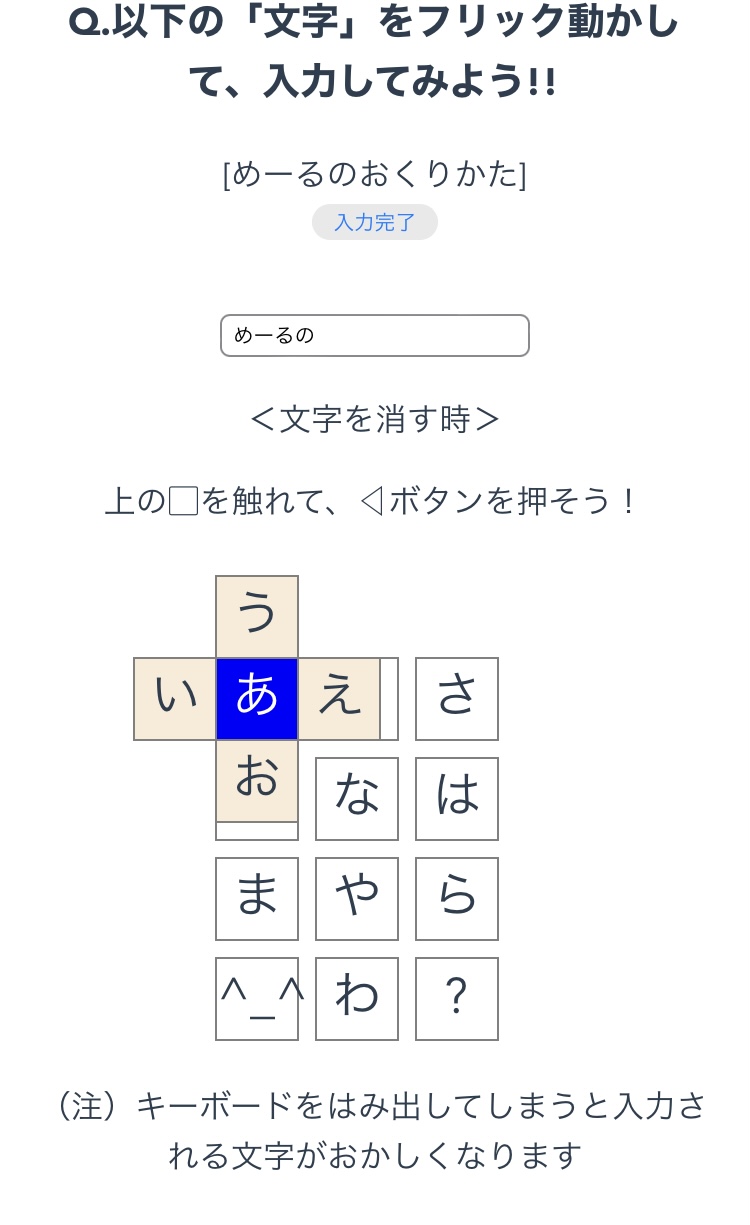 Q.以下の「文字」をフリック動かし
て、入力してみよう!!
[めーるのおくりかた]
入力完了
めーるの
＜文字を消す時＞
上の□を触れて、◁ボタンを押そう！
う
い あ え さ
お な は
ま や ら
^_^ わ ?
（注）キーボードをはみ出してしまうと入力さ
れる文字がおかしくなります